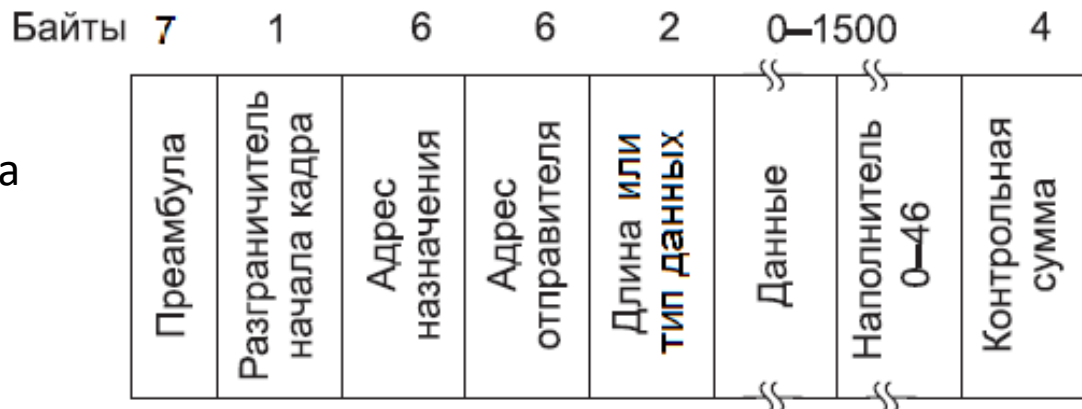 Байты 7 1 6 6 2 0–1500 4
а
Преамбула
Разграничитель
начала кадра
Адрес
назначения
Адрес
отправителя
Длина или
тип данных
Данные
Наполнитель
0–46
Контрольная
сумма